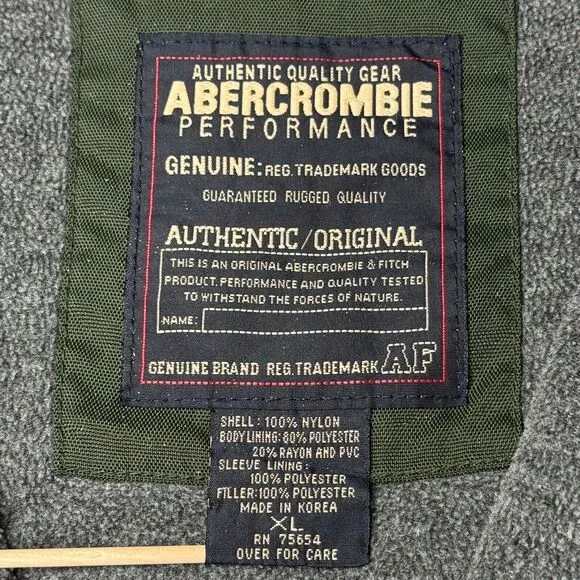 AUTHENTIC QUALITY GEAR
ABERCROMBIE
PERFORMANCE
GENUINE: REG. TRADEMARK GOODS
GUARANTEED RUGGED QUALITY
AUTHENTIC/ORIGINAL
THIS IS AN ORIGINAL ABERCROMBIE & FITCH
PRODUCT. PERFORMANCE AND QUALITY TESTED
TO WITHSTAND THE FORCES OF NATURE.
NAME:
GENUINE BRAND REG. TRADEMARK AF
SHELL: 100% NYLON
BODY LINING: 80% POLYESTER
20% RAYON AND PVC
SLEEVE LINING:
100% POLYESTER
FILLER: 100% POLYESTER
MADE IN KOREA
XL
RN 75654
OVER FOR CARE